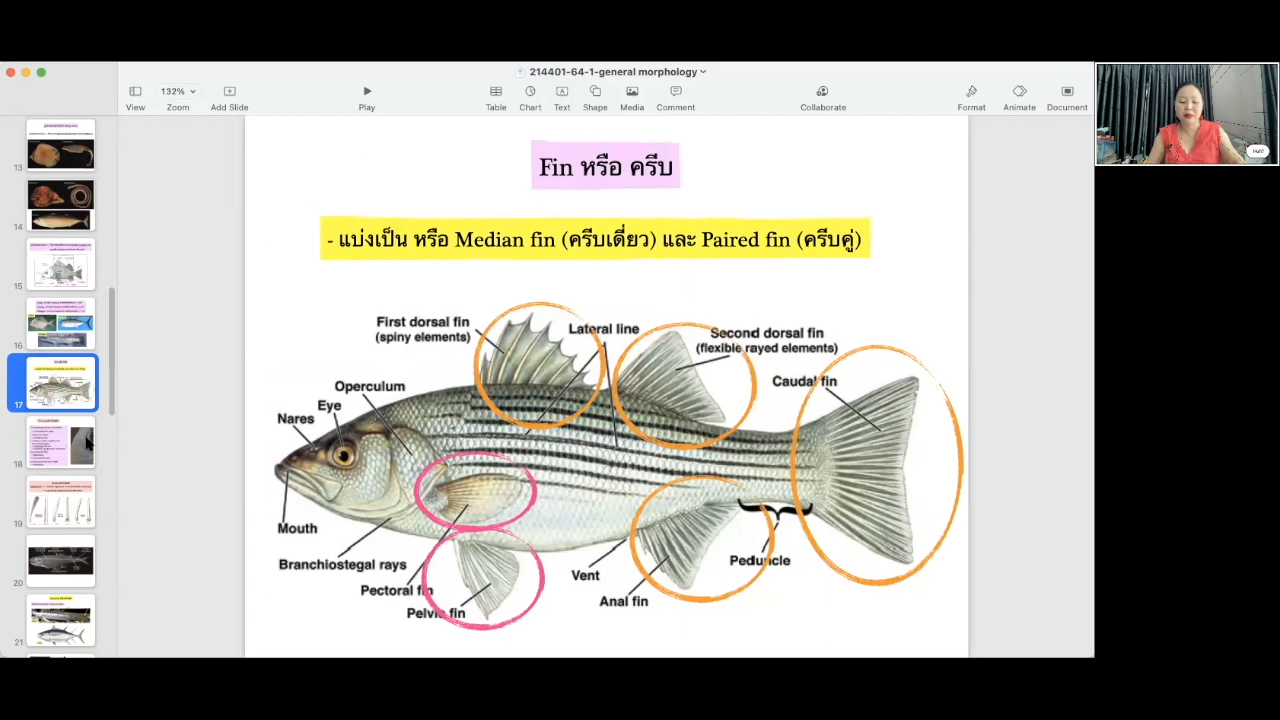 214401-64-1-general morphology
132%
View
Zoom
Add Slide
Play
Table
Chart
Text
Shape
Media
Comment
Collaborate
Format
Animate
Document
13
14
15
16
17
18
19
20
21
Fin หรือ ครีบ
- แบ่งเป็น หรือ Median fin (ครีบเดี่ยว) และ Paired fin (ครีบคู่)
First dorsal fin
(spiny elements)
Lateral line
Second dorsal fin
(flexible rayed elements)
Caudal fin
Operculum
Eye
Nares
Mouth
Branchiostegal rays
Pectoral fin
Pelvic fin
Vent
Anal fin
Peduncle